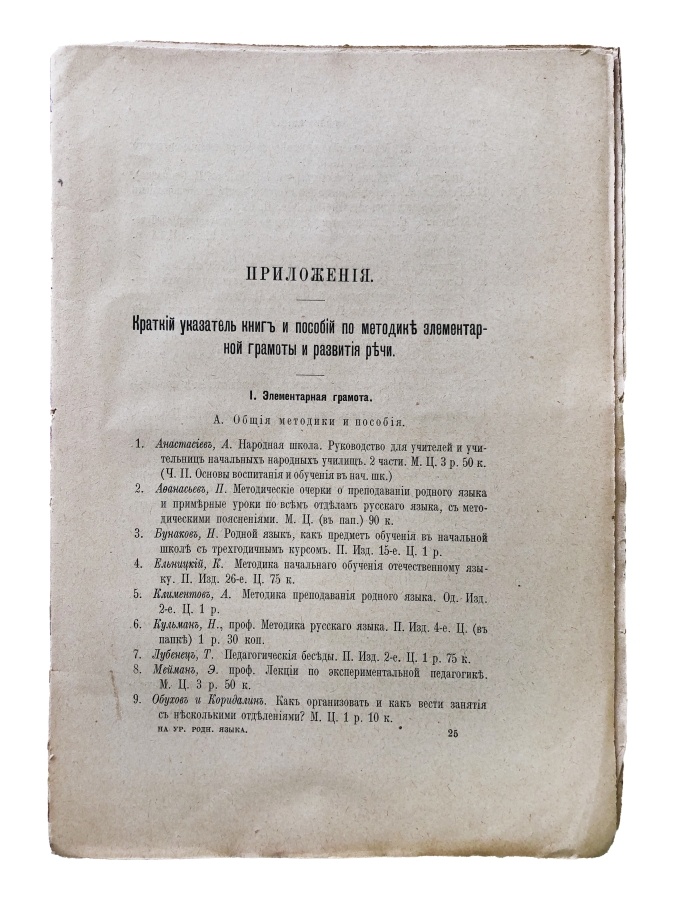 ПРИЛОЖЕНІЯ.
Краткій указатель книгъ и пособій по методикѣ элементар-
ной грамоты и развитія рѣчи.
I. Элементарная грамота.
А. Общія методики и пособія.
1. Анастасіевъ, А. Народная школа. Руководство для учителей и учи-
тельницъ начальныхъ народныхъ училищъ. 2 части. М. Ц. 3 р. 50 к.
(Ч. II. Основы воспитанія и обученія въ нач. шк.)
2. Аѳанасьевъ, П. Методическіе очерки о преподаваніи родного языка
и примѣрные уроки по всѣмъ отдѣламъ русскаго языка, съ мето-
дическими поясненіями. М. Ц. (въ пап.) 90 к.
3. Бунаковъ, Н. Родной языкъ, какъ предметъ обученія въ начальной
школѣ съ трехгодичнымъ курсомъ. П. Изд. 15-е. Ц. 1 р.
4. Ельницкій, К. Методика начальнаго обученія отечественному язы-
ку. П. Изд. 26-е. Ц. 75 к.
5. Климентовъ, А. Методика преподаванія родного языка. Од. Изд.
2-е. Ц. 1 р.
6. Кульманъ, Н., проф. Методика русскаго языка. П. Изд. 4-е. Ц. (въ
папкѣ) 1 р. 30 коп.
7. Лубенецъ, Т. Педагогическія бесѣды. П. Изд. 2-е. Ц. 1 р. 75 к.
8. Мейманъ, Э. проф. Лекціи по экспериментальной педагогикѣ.
М. Ц. 3 р. 50 к.
9. Обуховъ и Коридалинъ. Какъ организовать и какъ вести занятія
съ нѣсколькими отдѣленіями? М. Ц. 1 р. 10 к.
НА УР. РОДН. ЯЗЫКА. 25